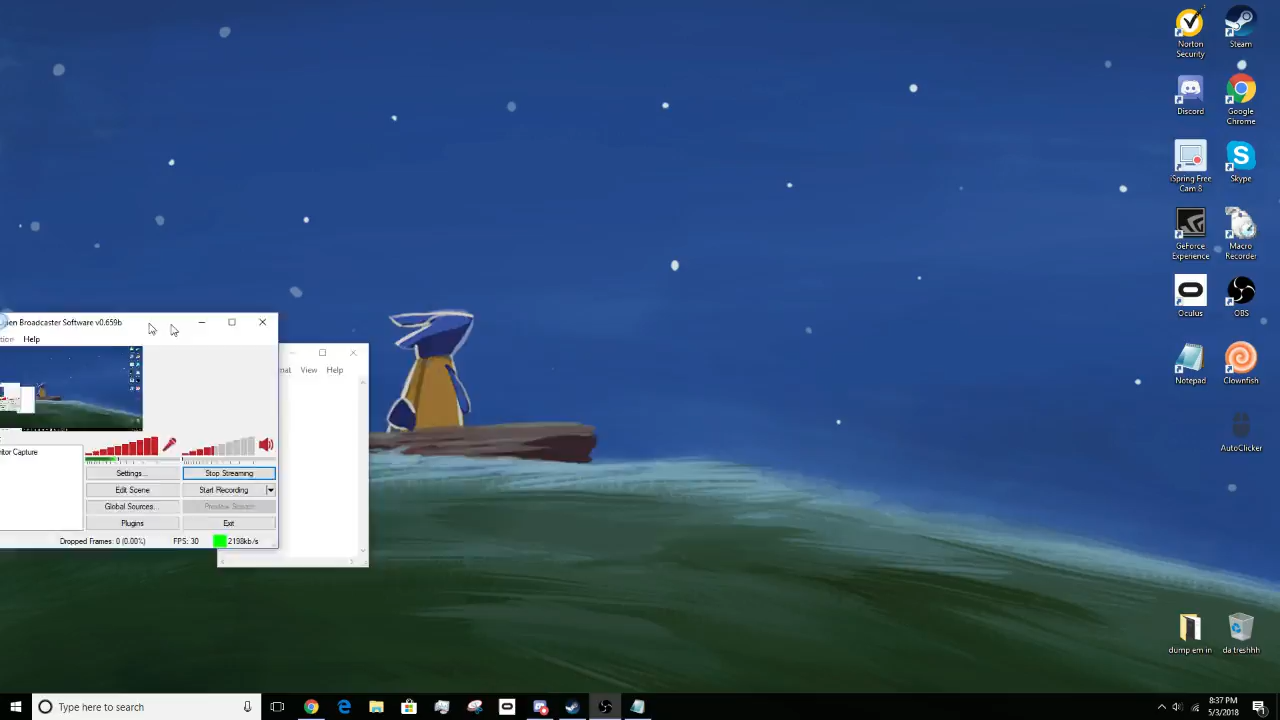 Norton
Security
Steam
Discord
Google
Chrome
iSpring Free
Cam 8
Skype
GeForce
Experience
Macro
Recorder
Oculus
OBS
Notepad
Clownfish
AutoClicker
Broadcaster Software v0.659b
Help
View
Help
Settings...
Stop Streaming
Edit Scene
Start Recording
Global Sources...
Preview Stream
Plugins
Exit
Dropped Frames: 0 (0.00%)
FPS: 30
2198kb/s
dump em in
da treshhh
Type here to search
8:37 PM
5/3/2018
1